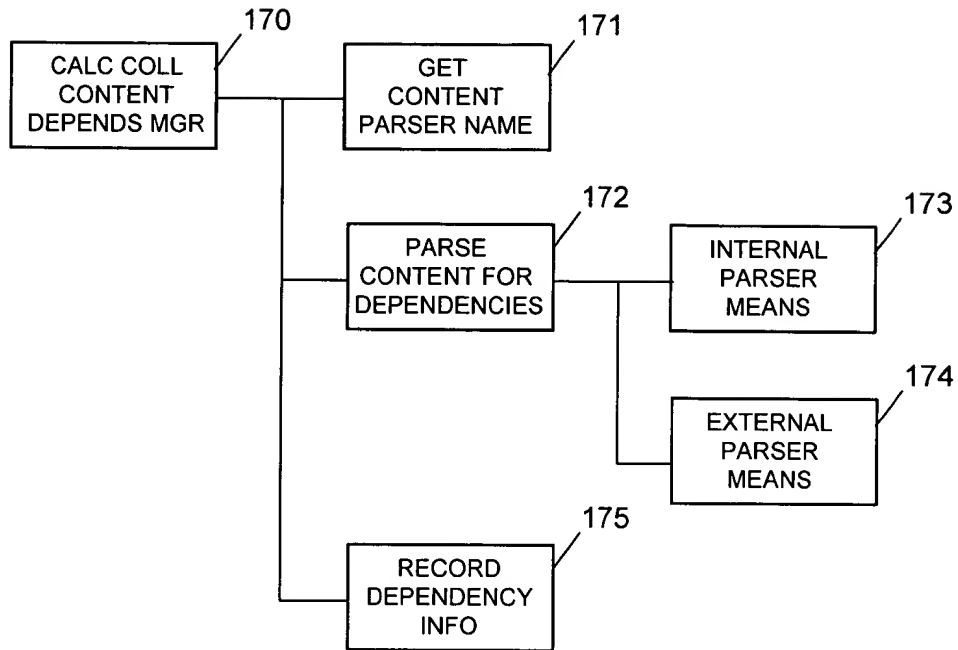 170
CALC COLL
CONTENT
DEPENDS MGR
171
GET
CONTENT
PARSER NAME
172
PARSE
CONTENT FOR
DEPENDENCIES
173
INTERNAL
PARSER
MEANS
174
EXTERNAL
PARSER
MEANS
175
RECORD
DEPENDENCY
INFO